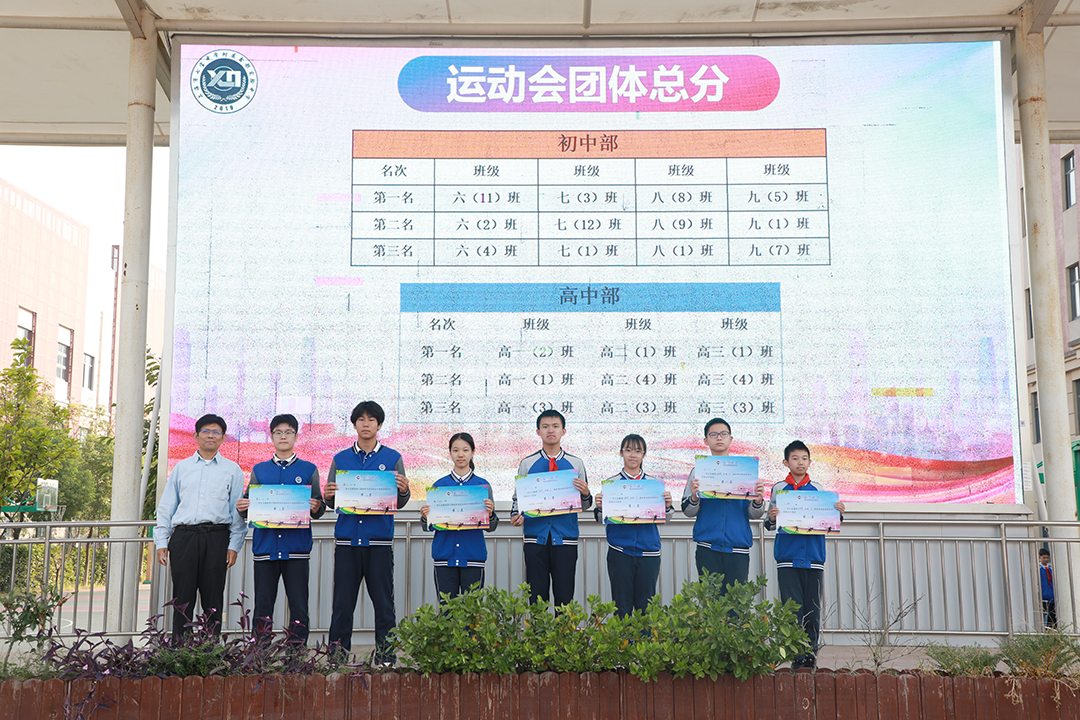 XM
2019
运动会团体总分
初中部
名次 班级 班级 班级 班级
第一名 六（11）班 七（3）班 八（8）班 九（5）班
第二名 六（2）班 七（12）班 八（9）班 九（1）班
第三名 六（4）班 七（1）班 八（1）班 九（7）班
高中部
名次 班级 班级 班级
第一名 高一（2）班 高二（1）班 高三（1）班
第二名 高一（1）班 高二（4）班 高三（4）班
第三名 高一（3）班 高二（3）班 高三（3）班